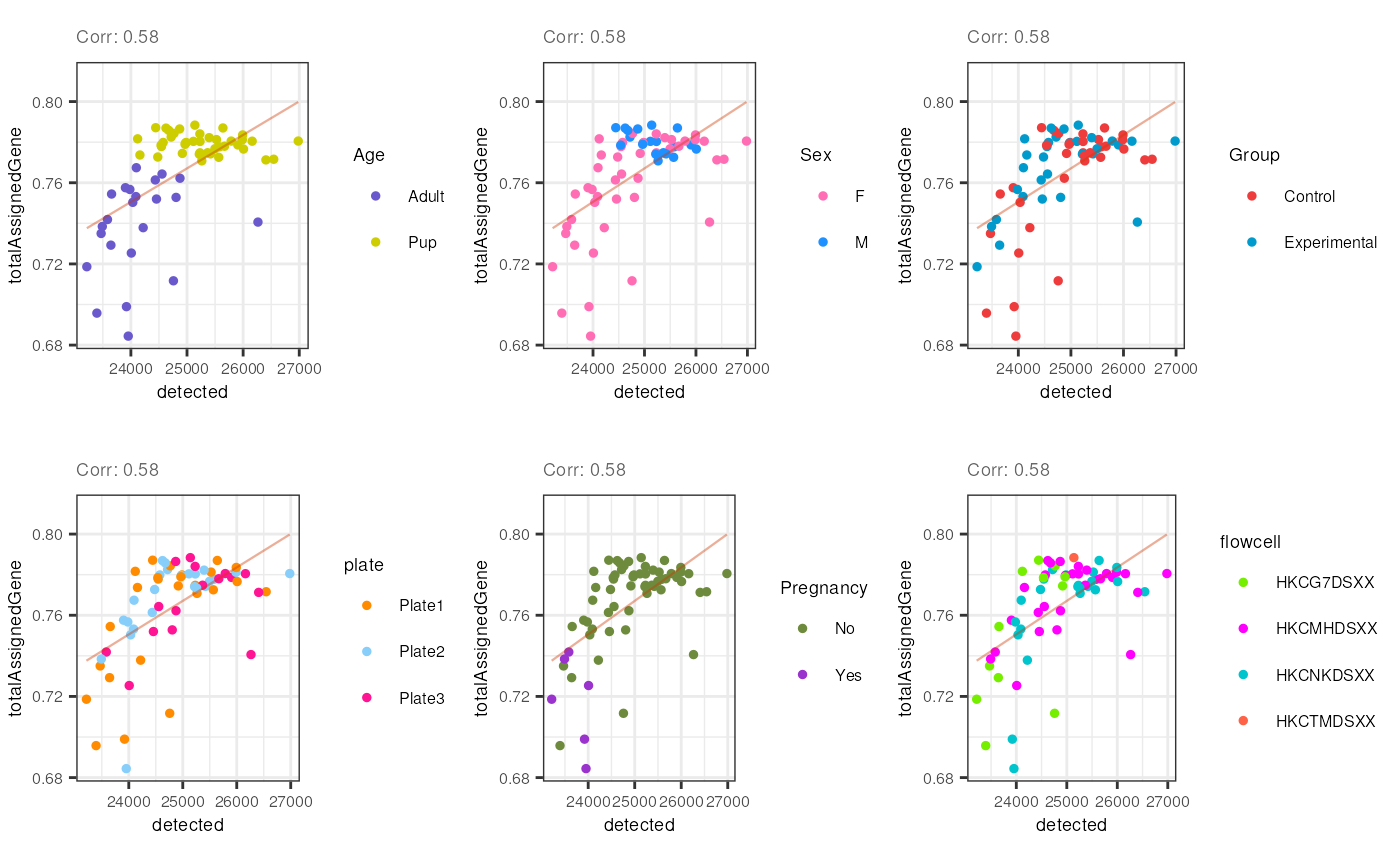 Corr: 0.58
totalAssignedGene
0.80
0.76
0.72
0.68
24000 25000 26000 27000
detected
Age
Adult
Pup
Corr: 0.58
totalAssignedGene
0.80
0.76
0.72
0.68
24000 25000 26000 27000
detected
Sex
F
M
Corr: 0.58
totalAssignedGene
0.80
0.76
0.72
0.68
24000 25000 26000 27000
detected
Group
Control
Experimental
Corr: 0.58
totalAssignedGene
0.80
0.76
0.72
0.68
24000 25000 26000 27000
detected
plate
Plate1
Plate2
Plate3
Corr: 0.58
totalAssignedGene
0.80
0.76
0.72
0.68
24000 25000 26000 27000
detected
Pregnancy
No
Yes
Corr: 0.58
totalAssignedGene
0.80
0.76
0.72
0.68
24000 25000 26000 27000
detected
flowcell
HKCG7DSXX
HKCMHDSXX
HKCNKDSXX
HKCTMDSXX